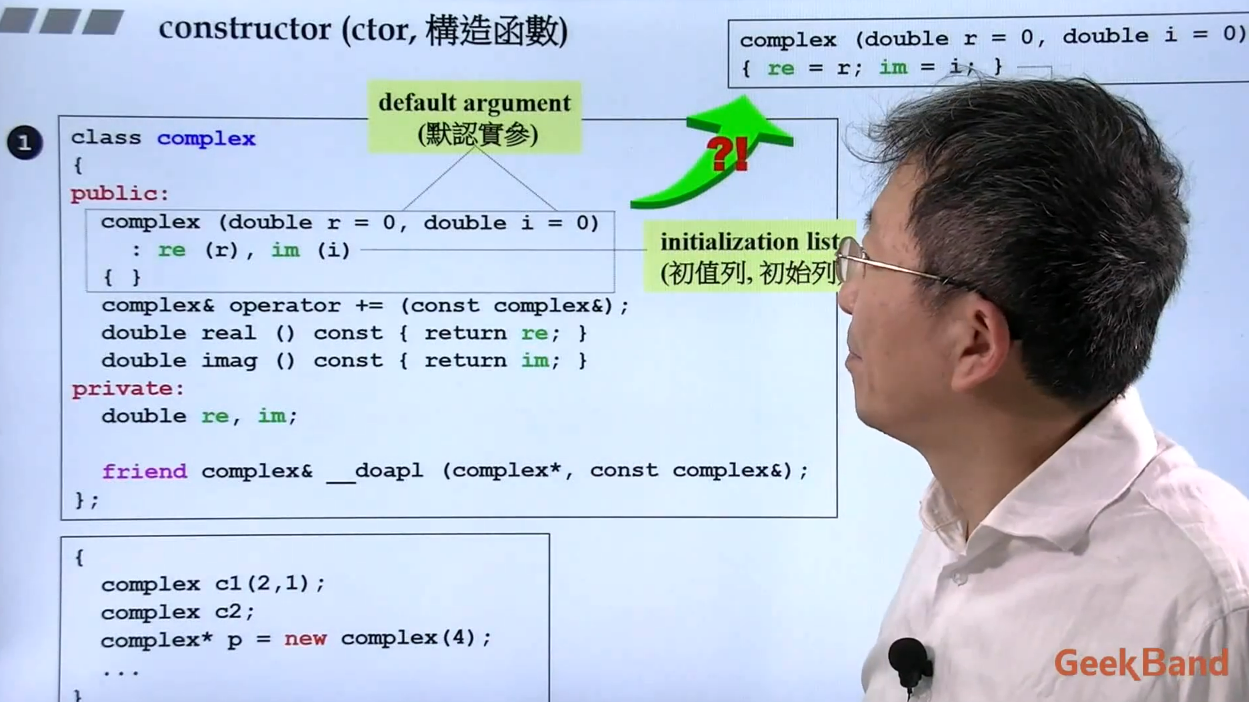 constructor (ctor, 構造函數)
complex (double r = 0, double i = 0)
{ re = r; im = i; }
default argument
(默認實參)
1
class complex
{
public:
complex (double r = 0, double i = 0)
: re (r), im (i)
{ }
?!
initialization list
(初值列, 初始列
complex& operator += (const complex&);
double real () const { return re; }
double imag () const { return im; }
private:
double re, im;
friend complex& __doapl (complex*, const complex&);
};
{
complex c1(2,1);
complex c2;
complex* p = new complex(4);
...
}
GeekBand